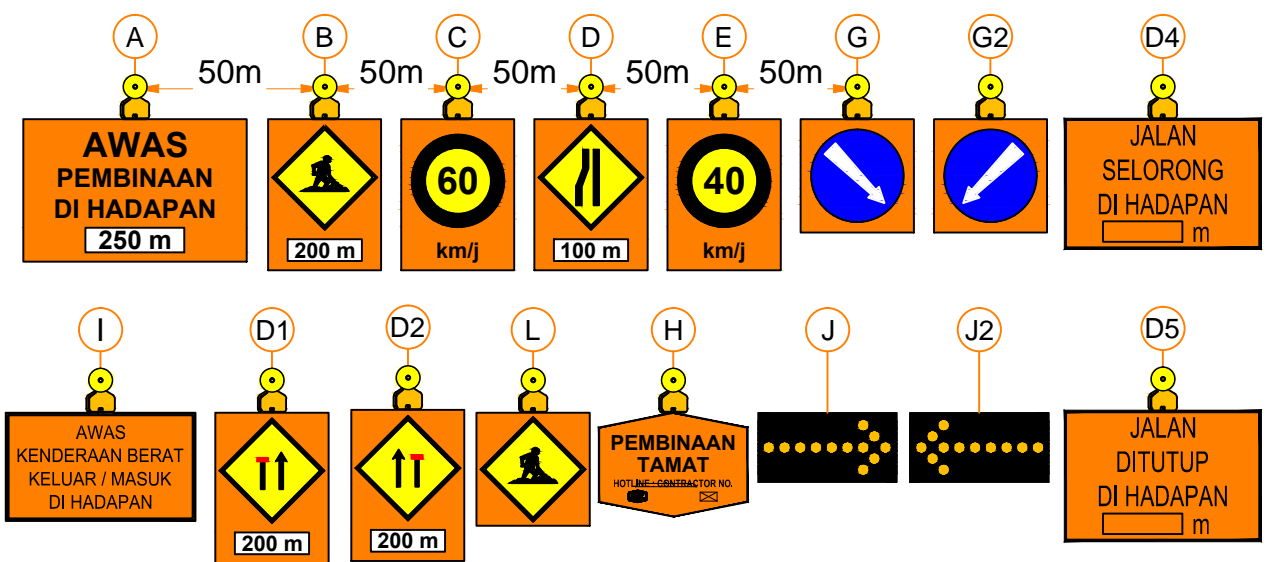 A
B
C
D
E
G
G2
D4
50m
50m
50m
50m
50m
AWAS
PEMBINAAN
DI HADAPAN
250 m
200 m
60
km/j
100 m
40
km/j
JALAN
SELORONG
DI HADAPAN
m
I
D1
D2
L
H
J
J2
D5
AWAS
KENDERAAN BERAT
KELUAR / MASUK
DI HADAPAN
200 m
200 m
PEMBINAAN
TAMAT
HOTLINE : CONTRACTOR NO.
JALAN
DITUTUP
DI HADAPAN
m